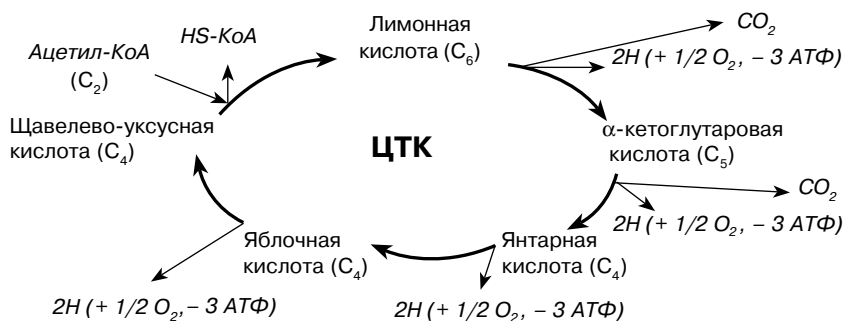 Ацетил-КоА
(C₂)
HS-КоА
Лимонная
кислота (C₆)
CO₂
2H (+ 1/2 O₂, – 3 АТФ)
Щавелево-уксусная
кислота (C₄)
ЦТК
α-кетоглутаровая
кислота (C₅)
CO₂
2H (+ 1/2 O₂, – 3 АТФ)
Яблочная
кислота (C₄)
Янтарная
кислота (C₄)
2H (+ 1/2 O₂, – 3 АТФ)
2H (+ 1/2 O₂, – 3 АТФ)